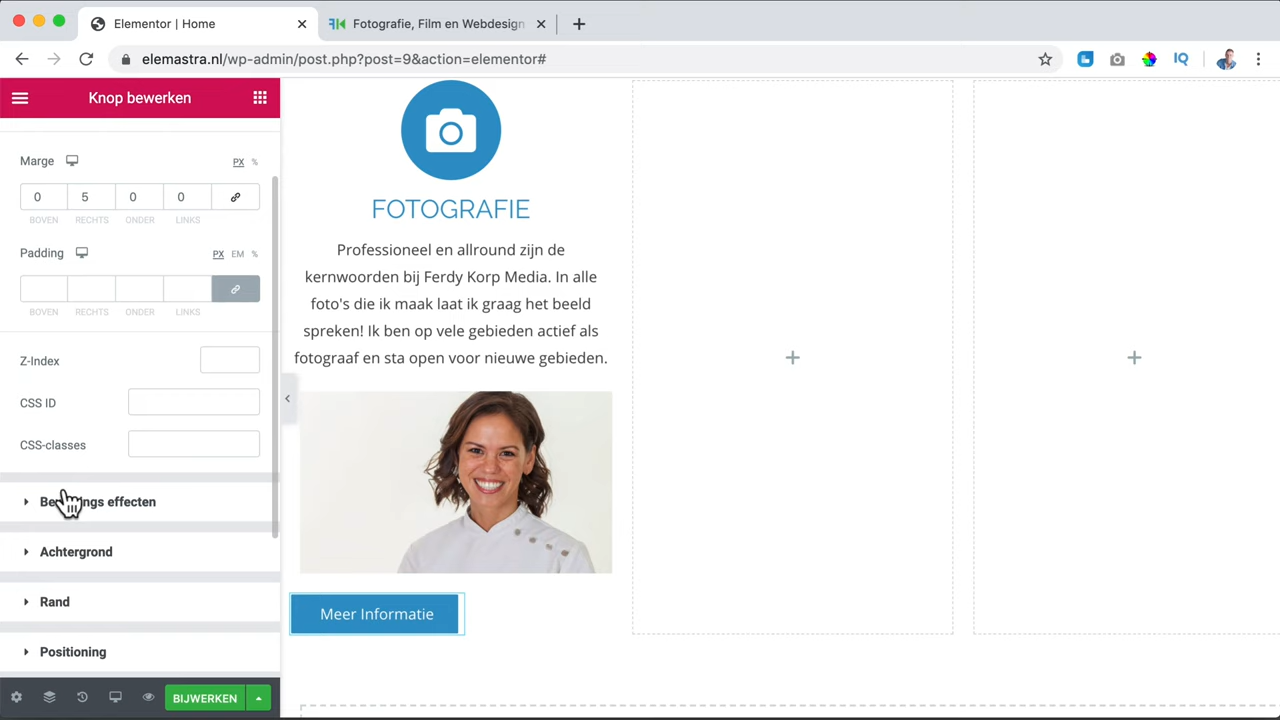 Elementor | Home
Fotografie, Film en Webdesign
elemastra.nl/wp-admin/post.php?post=9&action=elementor#
IQ
Knop bewerken
Marge
PX %
0 5 0 0
BOVEN RECHTS ONDER LINKS
Padding
PX EM %
BOVEN RECHTS ONDER LINKS
Z-Index
CSS ID
CSS-classes
Achtergrond
Rand
Positioning
BIJWERKEN
FOTOGRAFIE
Professioneel en allround zijn de
kernwoorden bij Ferdy Korp Media. In alle
foto's die ik maak laat ik graag het beeld
spreken! Ik ben op vele gebieden actief als
fotograaf en sta open voor nieuwe gebieden.
Meer Informatie